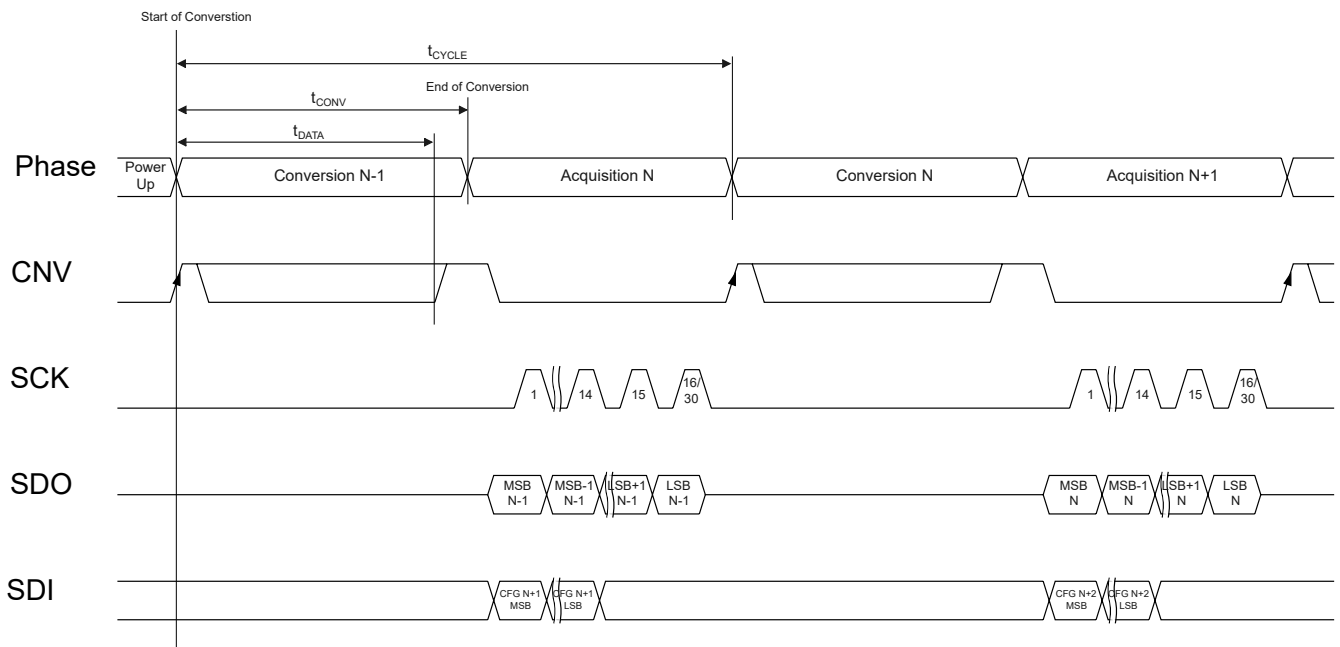 Start of Converstion
tCYCLE
End of Conversion
tCONV
tDATA
Phase
Power
Up
Conversion N-1
Acquisition N
Conversion N
Acquisition N+1
CNV
SCK
1
14
15
16/
30
1
14
15
16/
30
SDO
MSB
N-1
MSB-1
N-1
LSB+1
N-1
LSB
N-1
MSB
N
MSB-1
N
LSB+1
N
LSB
N
SDI
CFG N+1
MSB
CFG N+1
LSB
CFG N+2
MSB
CFG N+2
LSB